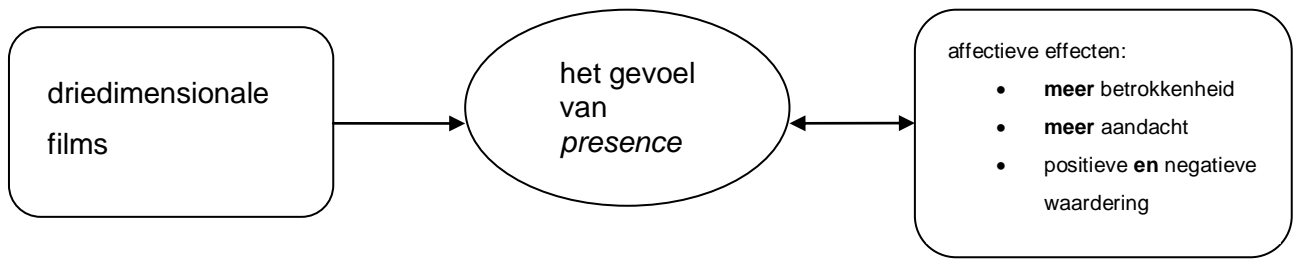 driedimensionale
films
het gevoel
van
presence
affectieve effecten:
• meer betrokkenheid
• meer aandacht
• positieve en negatieve
waardering